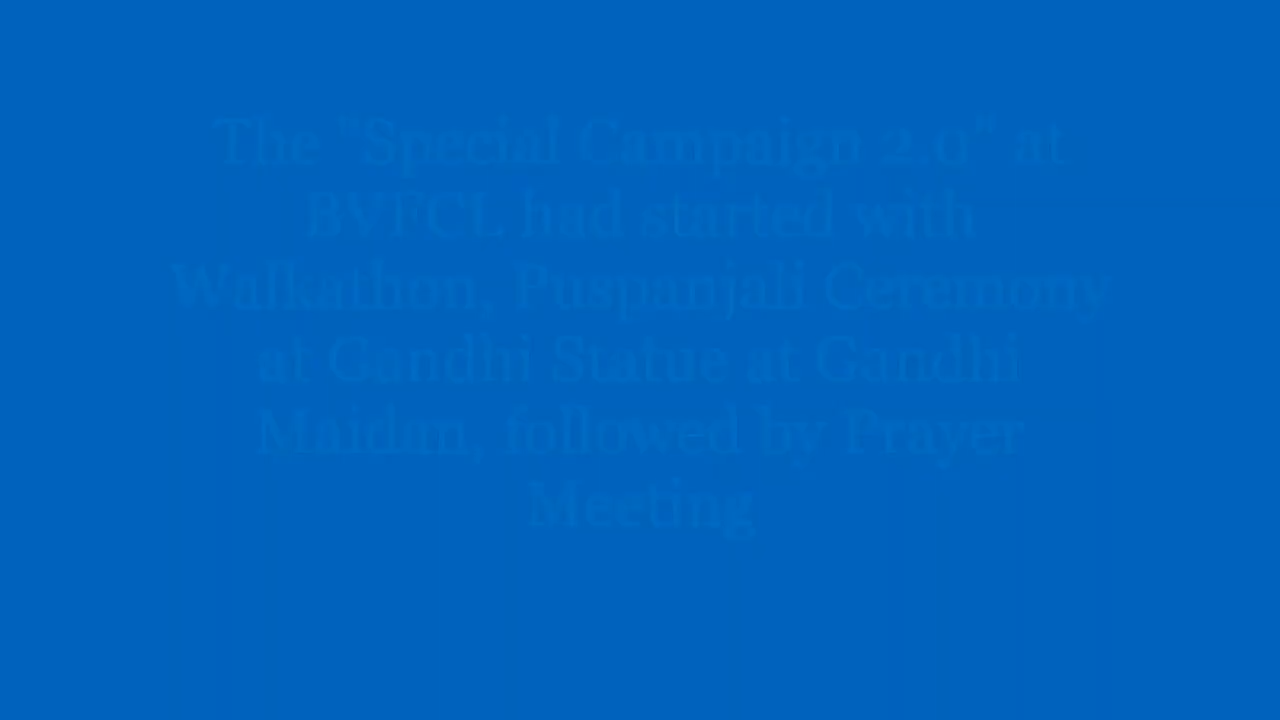 The "Special Campaign 2.0" at
BVFCL had started with
Walkathon, Puspanjali Ceremony
at Gandhi Statue at Gandhi
Maidan, followed by Prayer
Meeting